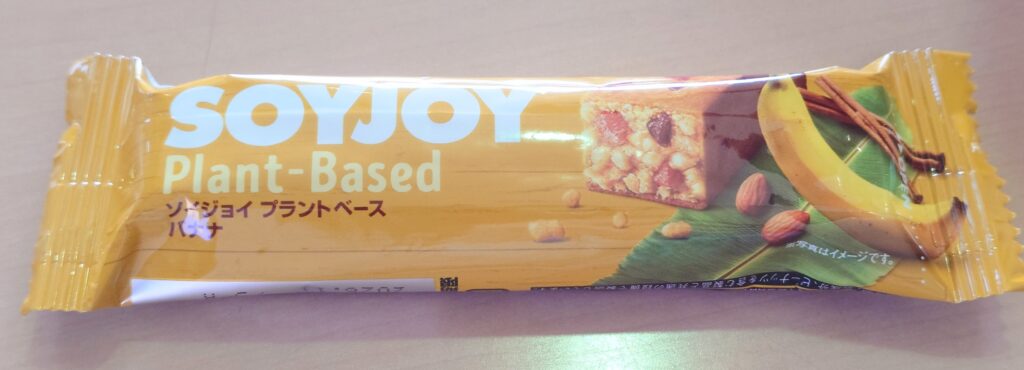 SOYJOY
Plant-Based
ソイジョイ プラントベース
バナナ
写真はイメージです。